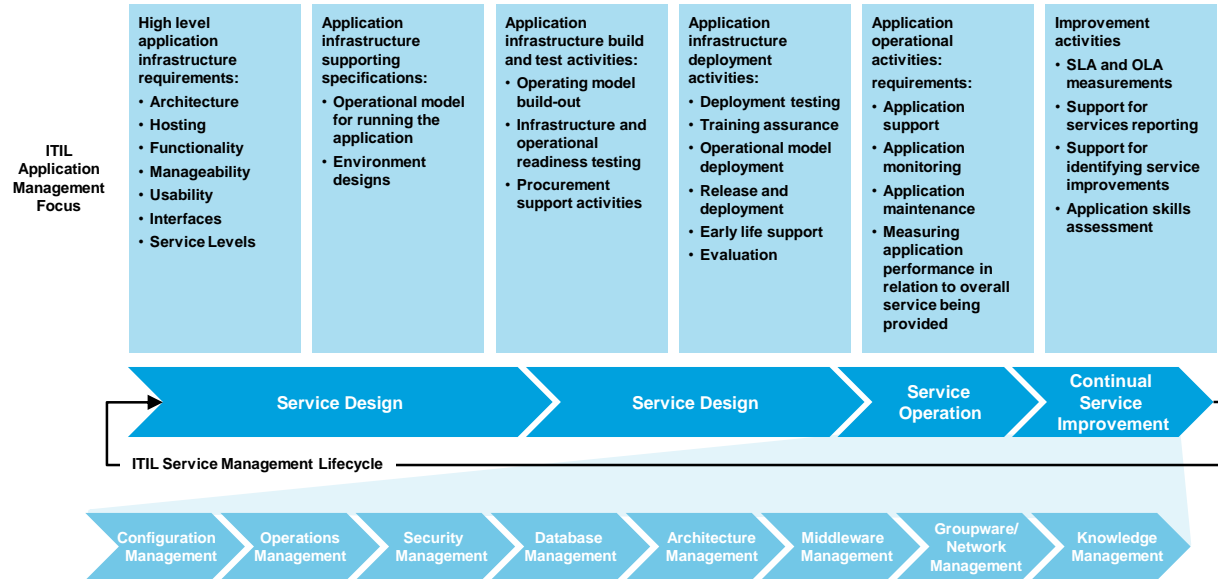 ITIL
Application
Management
Focus
High level
application
infrastructure
requirements:
• Architecture
• Hosting
• Functionality
• Manageability
• Usability
• Interfaces
• Service Levels
Application
infrastructure
supporting
specifications:
• Operational model
for running the
application
• Environment
designs
Application
infrastructure build
and test activities:
• Operating model
build-out
• Infrastructure and
operational
readiness testing
• Procurement
support activities
Application
infrastructure
deployment
activities:
• Deployment testing
• Training assurance
• Operational model
deployment
• Release and
deployment
• Early life support
• Evaluation
Application
operational
activities:
requirements:
• Application
support
• Application
monitoring
• Application
maintenance
• Measuring
application
performance in
relation to overall
service being
provided
Improvement
activities
• SLA and OLA
measurements
• Support for
services reporting
• Support for
identifying service
improvements
• Application skills
assessment
Service Design
Service Design
Service
Operation
Continual
Service
Improvement
ITIL Service Management Lifecycle
Configuration
Management
Operations
Management
Security
Management
Database
Management
Architecture
Management
Middleware
Management
Groupware/
Network
Management
Knowledge
Management